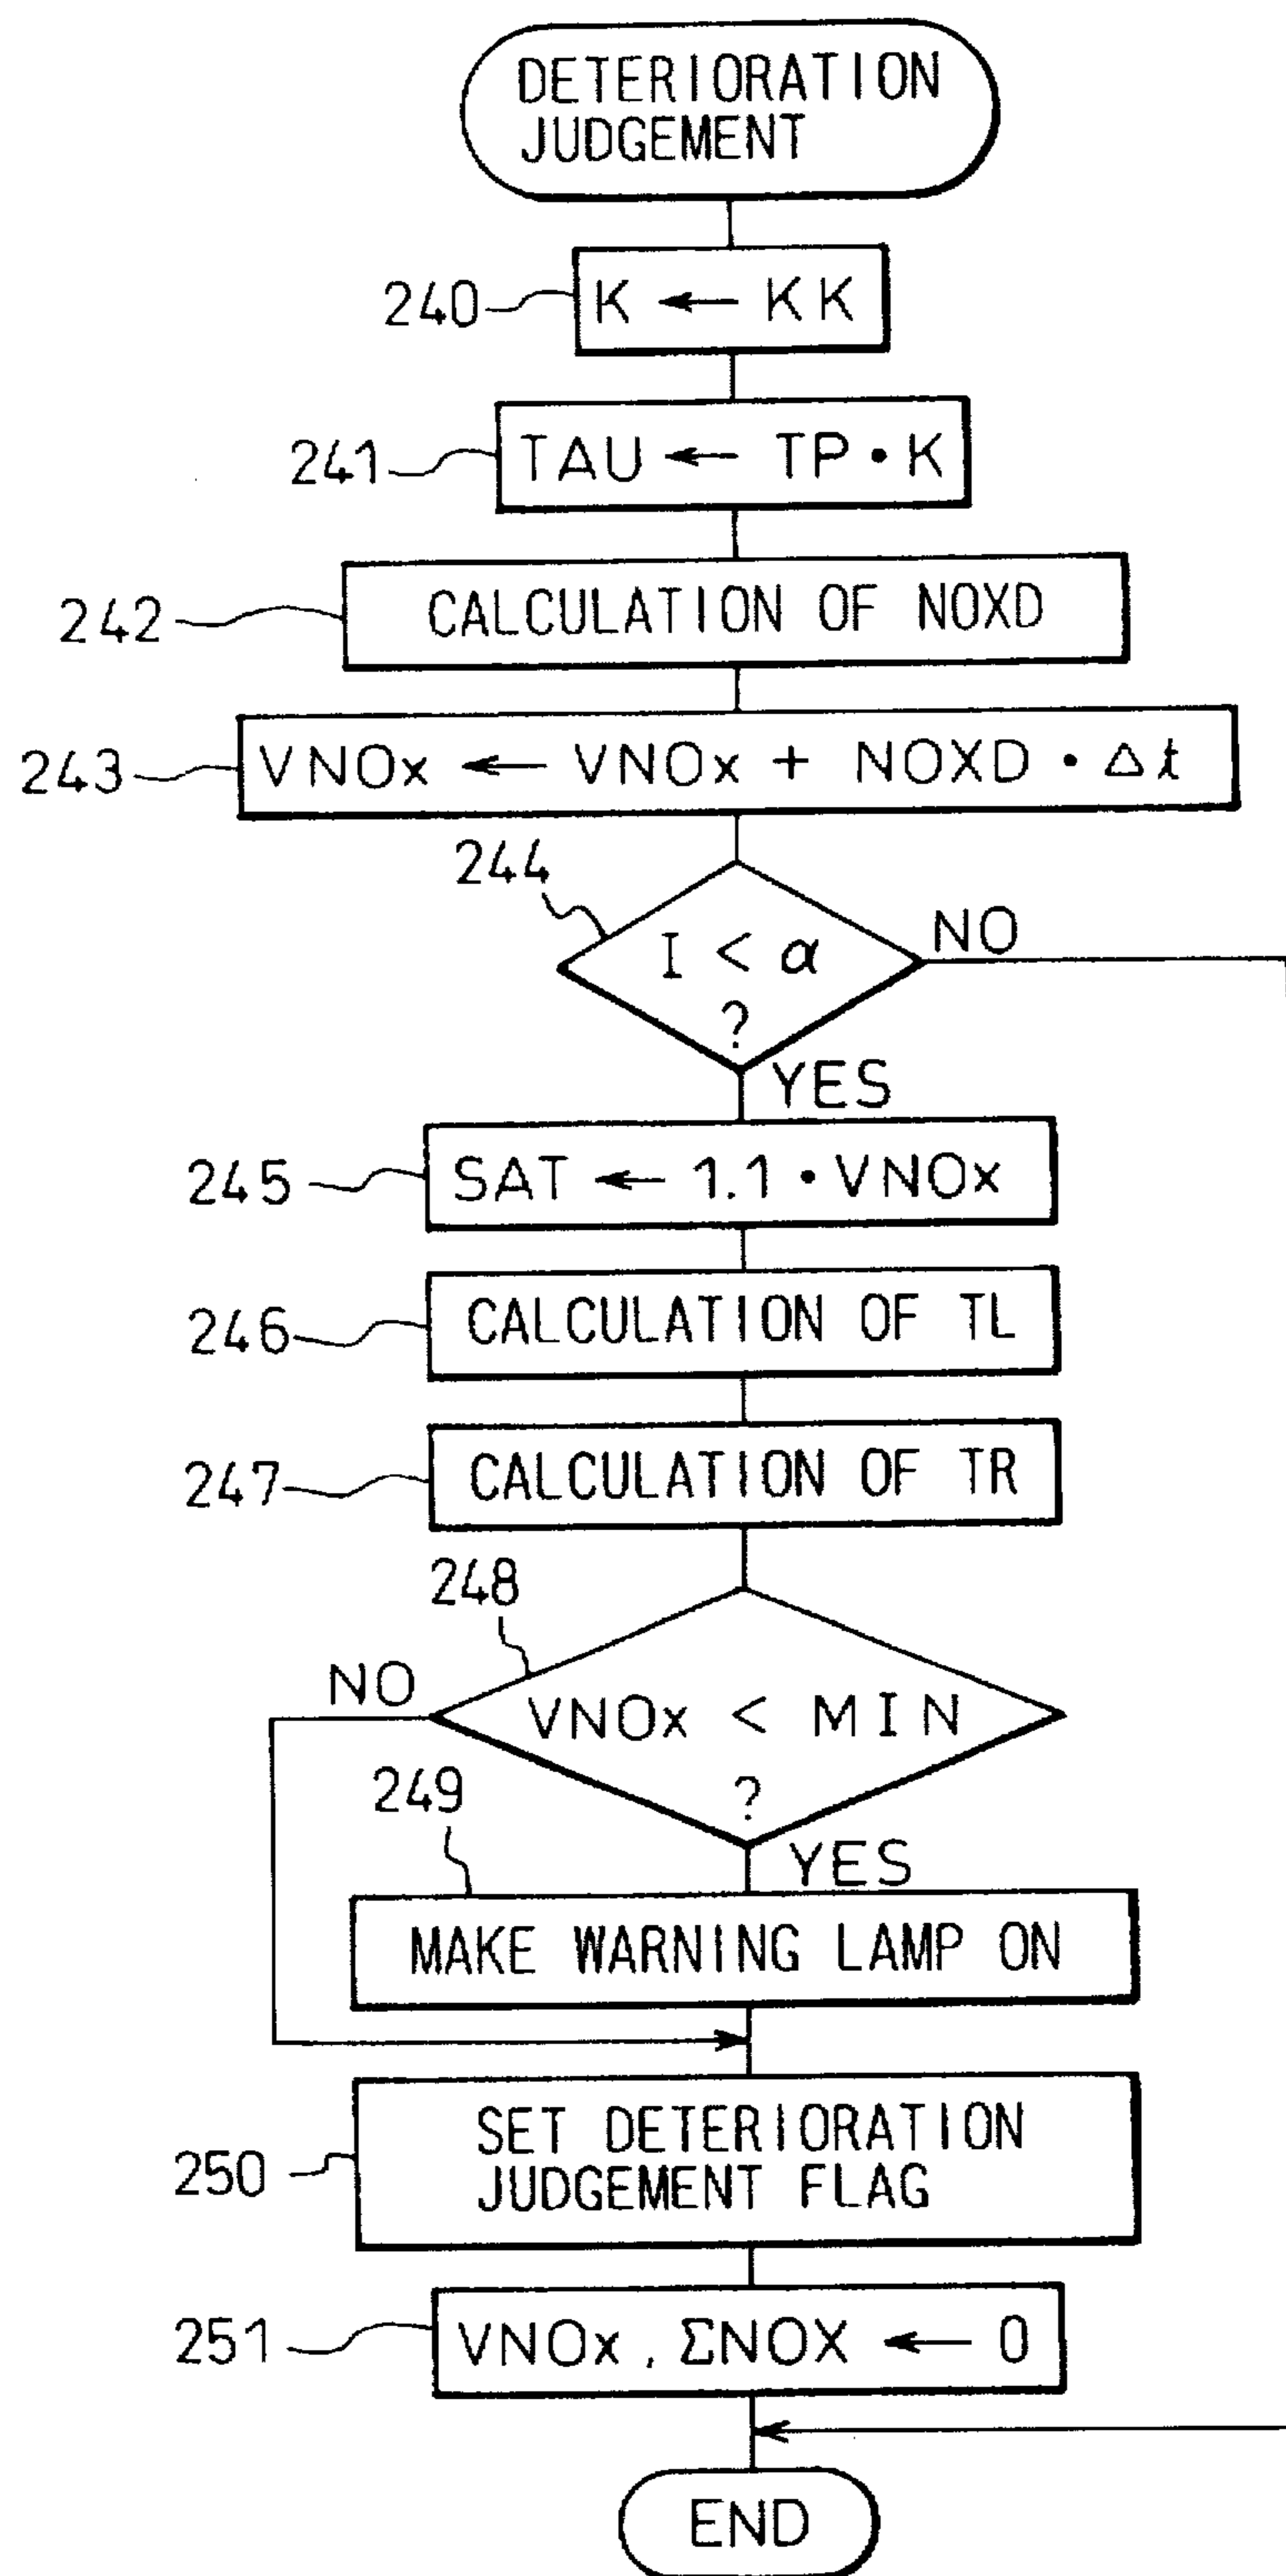 DETERIORATION
JUDGEMENT
240
K ← KK
241
TAU ← TP • K
242
CALCULATION OF NOXD
243
VNOx ← VNOx + NOXD • Δt
244
I < α
?
NO
YES
245
SAT ← 1.1 • VNOx
246
CALCULATION OF TL
247
CALCULATION OF TR
248
NO
VNOx < MIN
?
YES
249
MAKE WARNING LAMP ON
250
SET DETERIORATION
JUDGEMENT FLAG
251
VNOx, ΣNOX ← 0
END